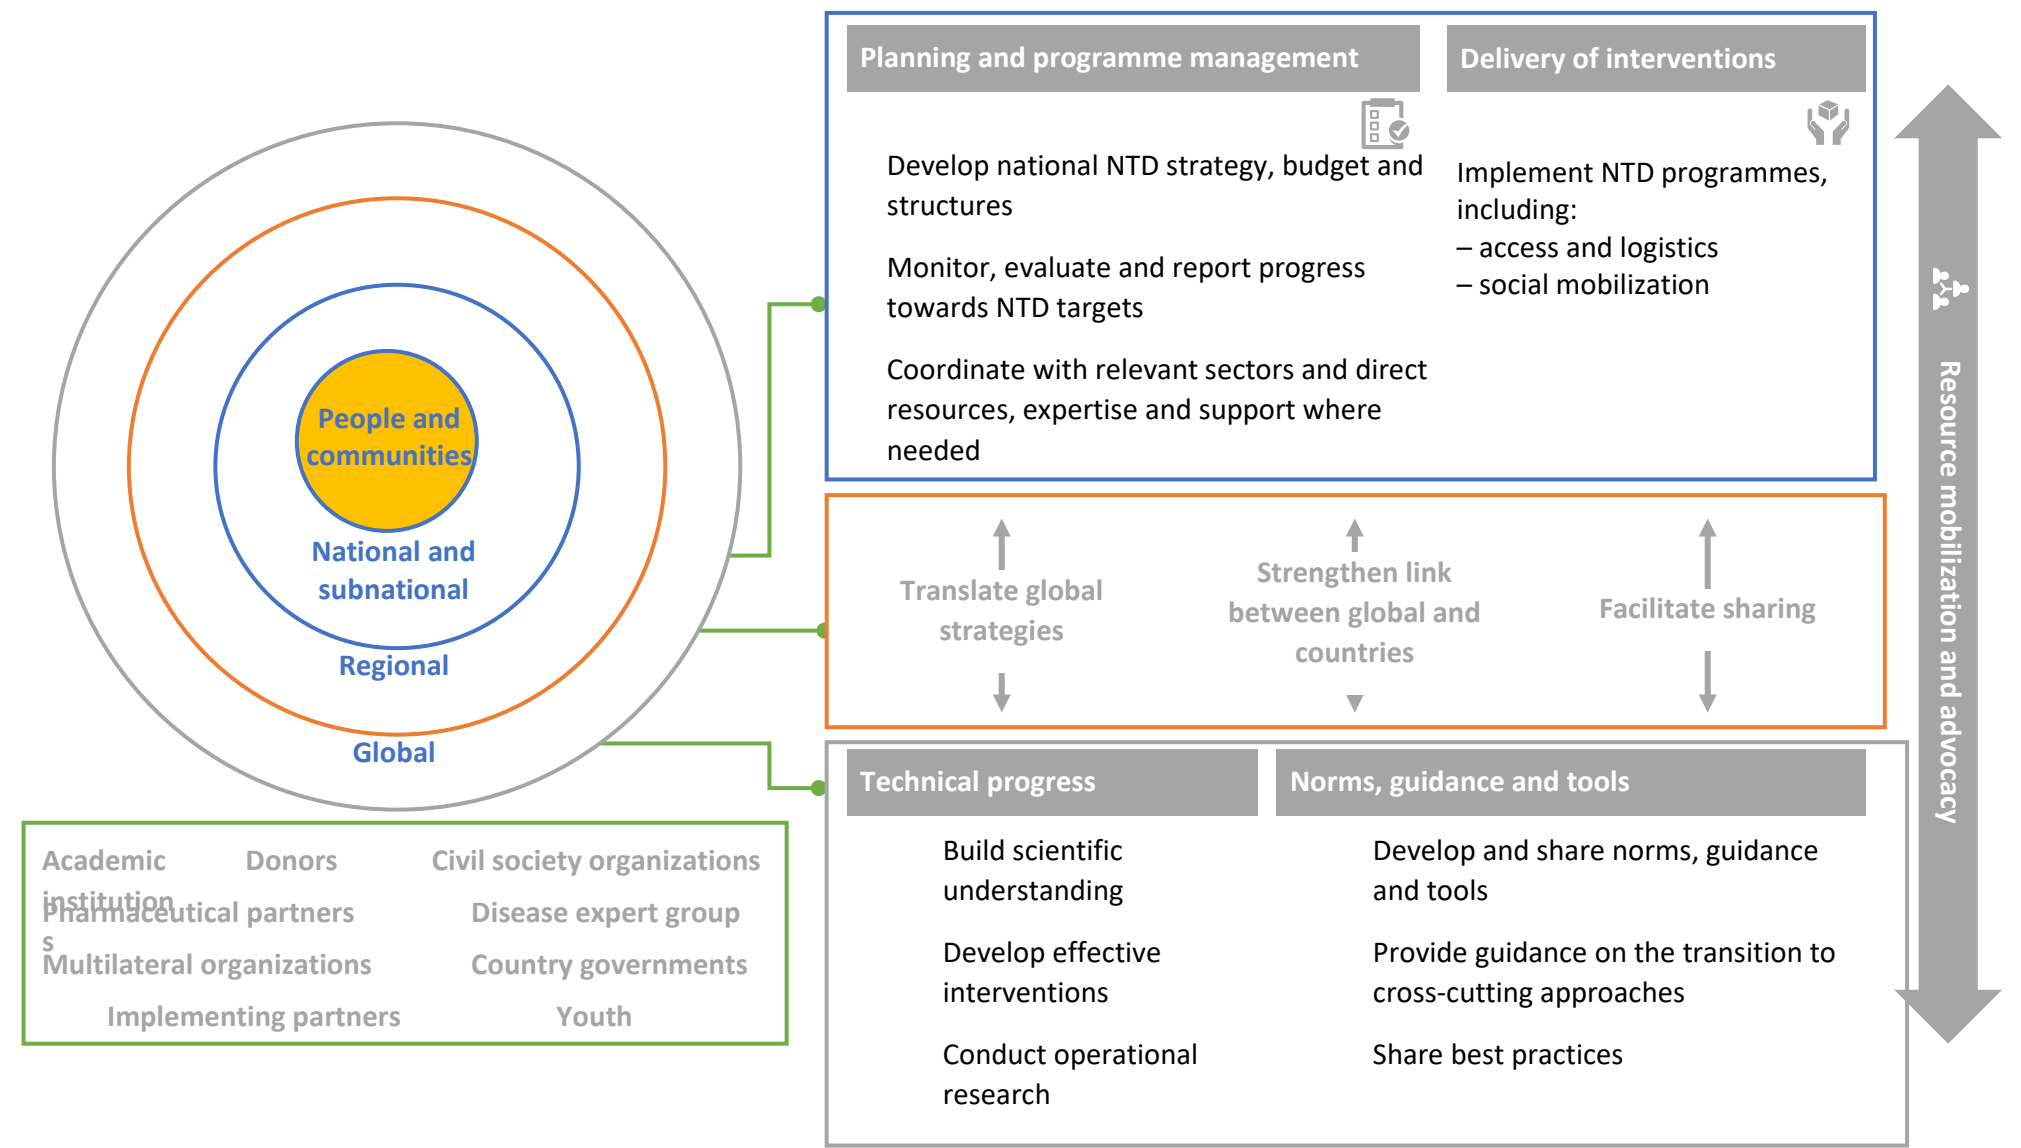 People and
communities
National and
subnational
Regional
Global
Academic
institution
s
Donors
Civil society organizations
Pharmaceutical partners
Disease expert group
Multilateral organizations
Country governments
Implementing partners
Youth
Planning and programme management
Develop national NTD strategy, budget and
structures
Monitor, evaluate and report progress
towards NTD targets
Coordinate with relevant sectors and direct
resources, expertise and support where
needed
Delivery of interventions
Implement NTD programmes,
including:
– access and logistics
– social mobilization
Translate global
strategies
Strengthen link
between global and
countries
Facilitate sharing
Technical progress
Build scientific
understanding
Develop effective
interventions
Conduct operational
research
Norms, guidance and tools
Develop and share norms, guidance
and tools
Provide guidance on the transition to
cross-cutting approaches
Share best practices
Resource mobilization and advocacy